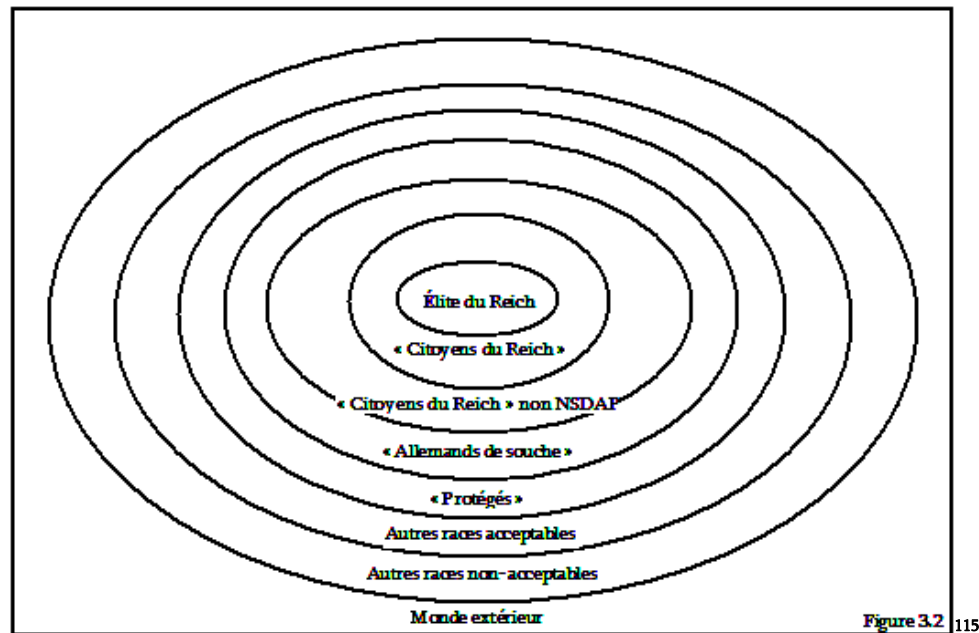 Élite du Reich
« Citoyens du Reich »
« Citoyens du Reich » non NSDAP
« Allemands de souche »
« Protégés »
Autres races acceptables
Autres races non-acceptables
Monde extérieur
Figure 3.2
115